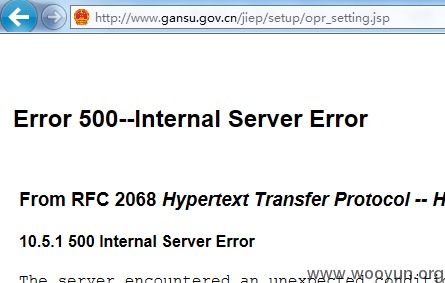 http://www.gansu.gov.cn/jiep/setup/opr_setting.jsp
Error 500--Internal Server Error
From RFC 2068 Hypertext Transfer Protocol -- H
10.5.1 500 Internal Server Error
The server encountered an unexpected conditi
www.wooyun.org